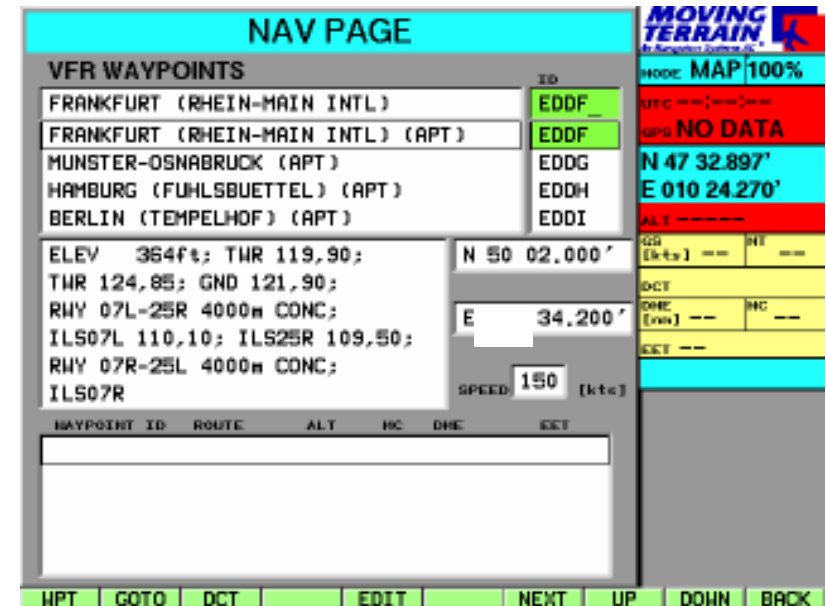 NAV PAGE
VFR WAYPOINTS
ID
FRANKFURT (RHEIN-MAIN INTL)
EDDF_
FRANKFURT (RHEIN-MAIN INTL) (APT)
EDDF
MUNSTER-OSNABRUCK (APT)
EDDG
HAMBURG (FUHLSBUETTEL) (APT)
EDDH
BERLIN (TEMPELHOF) (APT)
EDDI
ELEV 364ft; TWR 119,90;
TWR 124,85; GND 121,90;
RWY 07L-25R 4000m CONC;
ILS07L 110,10; ILS25R 109,50;
RWY 07R-25L 4000m CONC;
ILS07R
N 50 02.000'
E 34.200'
SPEED 150 [kts]
WAYPOINT ID ROUTE ALT MC DME EET
MOVING
TERRAIN
MODE MAP 100%
UTC --:--:--
GPS NO DATA
N 47 32.897'
E 010 24.270'
ALT -----
GS
[kts] --
MT
--
DCT
DME
[nm] --
MC
--
EET --
WPT GOTO DCT EDIT NEXT UP DOWN BACK